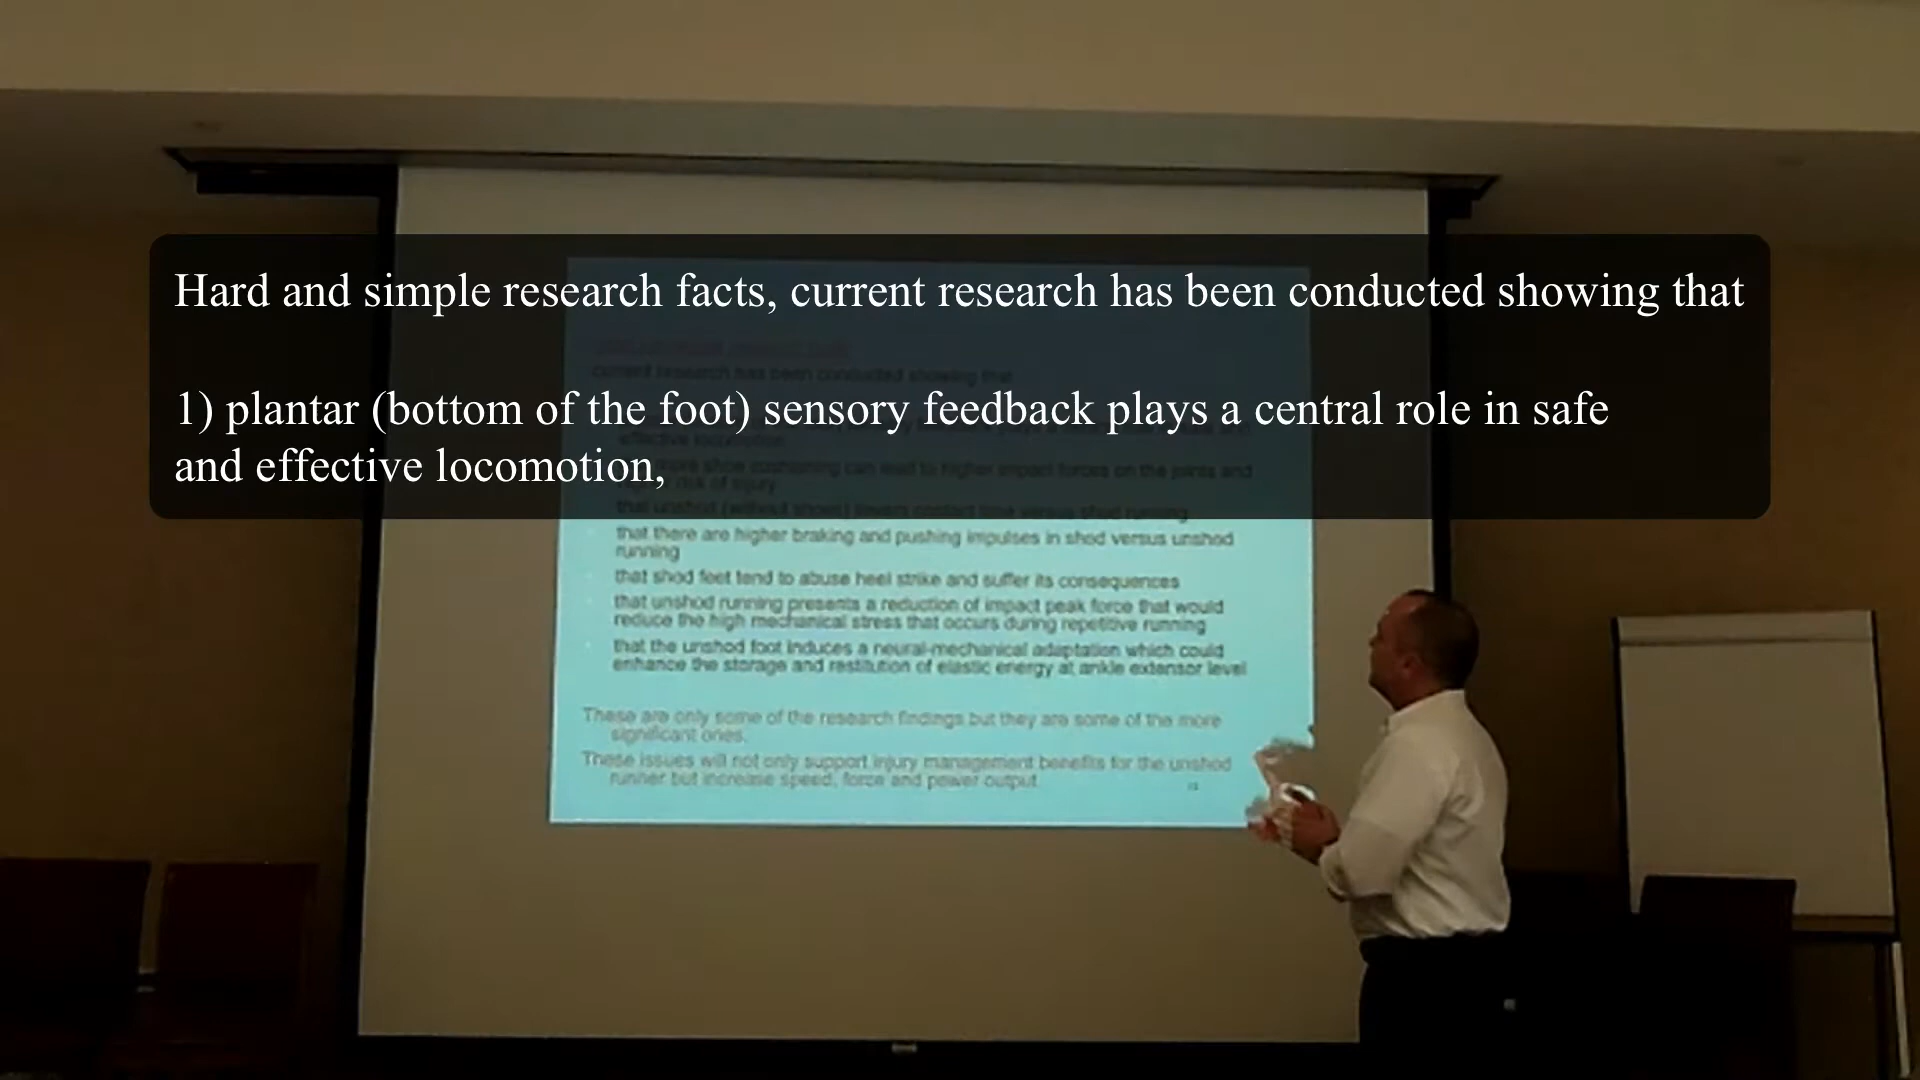 Hard and simple research facts, current research has been conducted showing that
1) plantar (bottom of the foot) sensory feedback plays a central role in safe
and effective locomotion,
current research has been conducted showing that
effective locomotion
more shoe cushioning can lead to higher impact forces on the joints and
risk of injury
that unshod (without shoes) lowers contact time versus shod running
that there are higher braking and pushing impulses in shod versus unshod
running
that shod feet tend to abuse heel strike and suffer its consequences
that unshod running presents a reduction of impact peak force that would
reduce the high mechanical stress that occurs during repetitive running
that the unshod foot induces a neural-mechanical adaptation which could
enhance the storage and restitution of elastic energy at ankle extensor level
These are only some of the research findings but they are some of the more
significant ones.
These issues will not only support injury management benefits for the unshod
runner but increase speed, force and power output